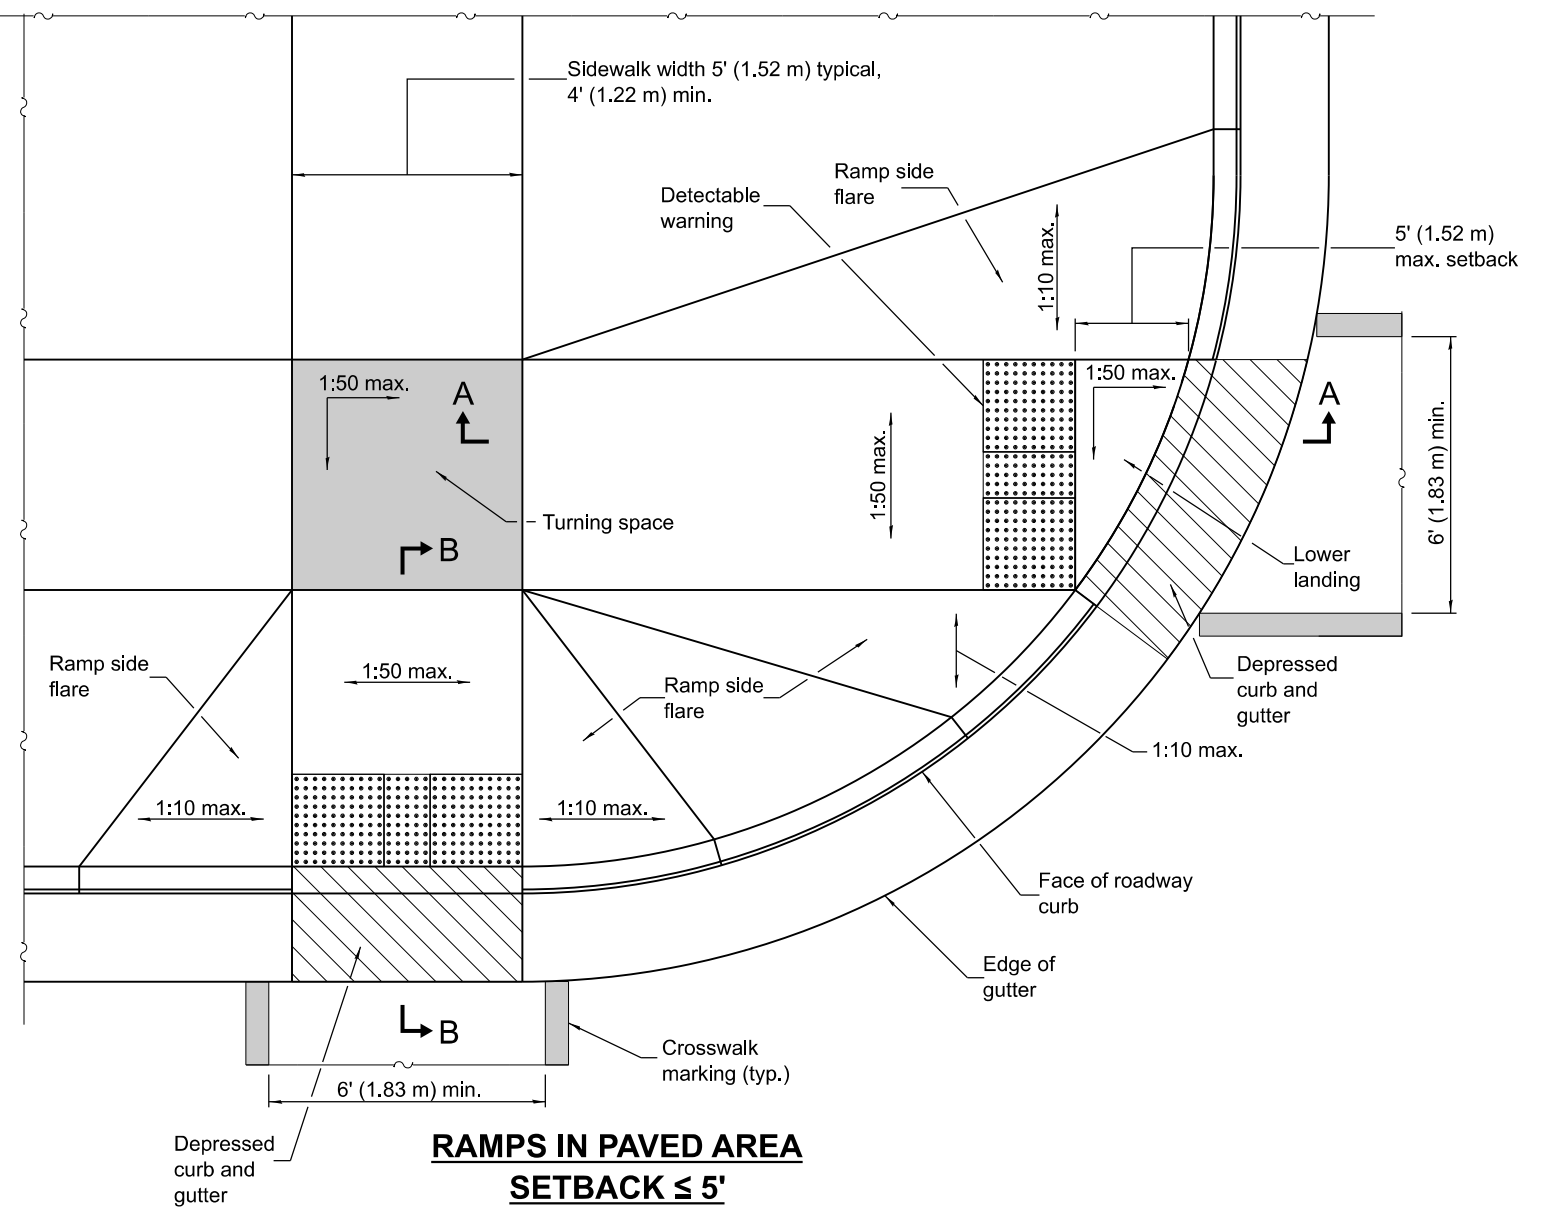 Sidewalk width 5' (1.52 m) typical,
4' (1.22 m) min.
Ramp side
flare
Detectable
warning
1:10 max.
5' (1.52 m)
max. setback
1:50 max.
A
1:50 max.
A
1:50 max.
6' (1.83 m) min.
Turning space
B
Lower
landing
Ramp side
flare
1:50 max.
Ramp side
flare
Depressed
curb and
gutter
1:10 max.
1:10 max.
1:10 max.
Face of roadway
curb
Edge of
gutter
B
Crosswalk
marking (typ.)
6' (1.83 m) min.
Depressed
curb and
gutter
RAMPS IN PAVED AREA
SETBACK ≤ 5'